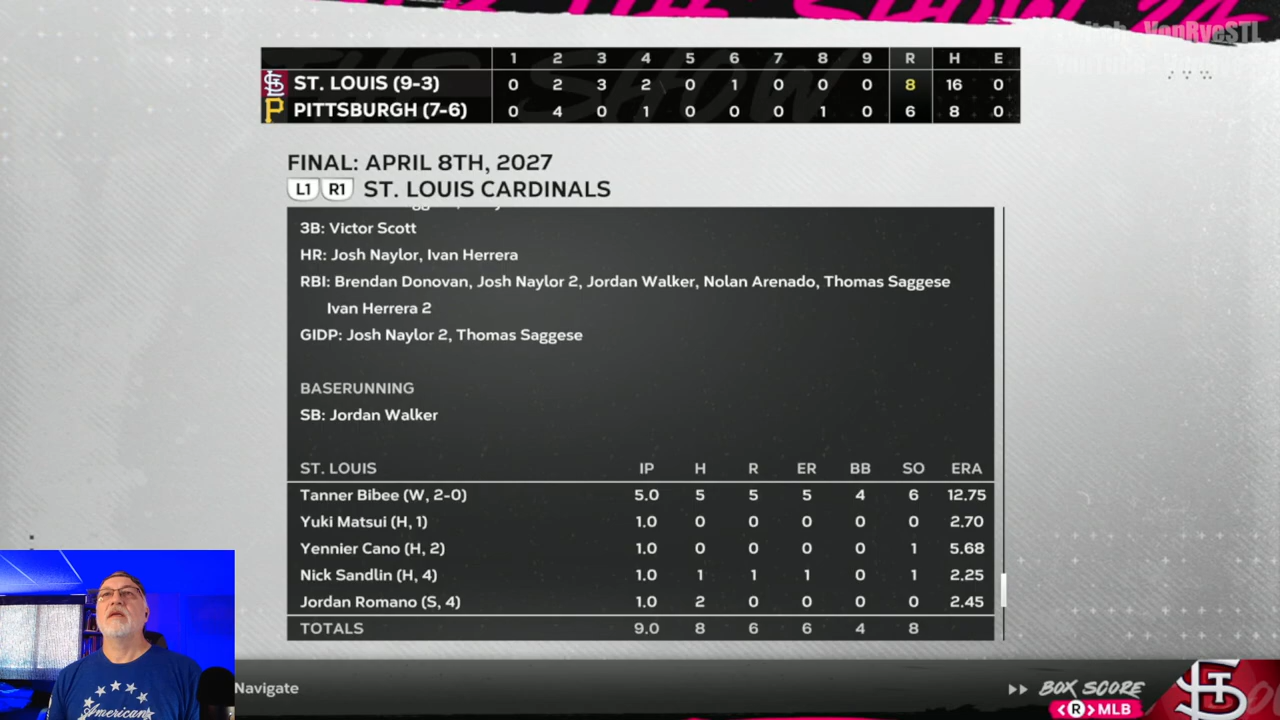 VonRyeSTL
1 2 3 4 5 6 7 8 9 R H E
ST. LOUIS (9-3) 0 2 3 2 0 1 0 0 0 8 16 0
PITTSBURGH (7-6) 0 4 0 1 0 0 0 1 0 6 8 0
FINAL: APRIL 8TH, 2027
L1 R1 ST. LOUIS CARDINALS
3B: Victor Scott
HR: Josh Naylor, Ivan Herrera
RBI: Brendan Donovan, Josh Naylor 2, Jordan Walker, Nolan Arenado, Thomas Saggese
Ivan Herrera 2
GIDP: Josh Naylor 2, Thomas Saggese
BASERUNNING
SB: Jordan Walker
ST. LOUIS IP H R ER BB SO ERA
Tanner Bibee (W, 2-0) 5.0 5 5 5 4 6 12.75
Yuki Matsui (H, 1) 1.0 0 0 0 0 0 2.70
Yennier Cano (H, 2) 1.0 0 0 0 0 1 5.68
Nick Sandlin (H, 4) 1.0 1 1 1 0 1 2.25
Jordan Romano (S, 4) 1.0 2 0 0 0 0 2.45
TOTALS 9.0 8 6 6 4 8
Navigate
BOX SCORE
R MLB
American